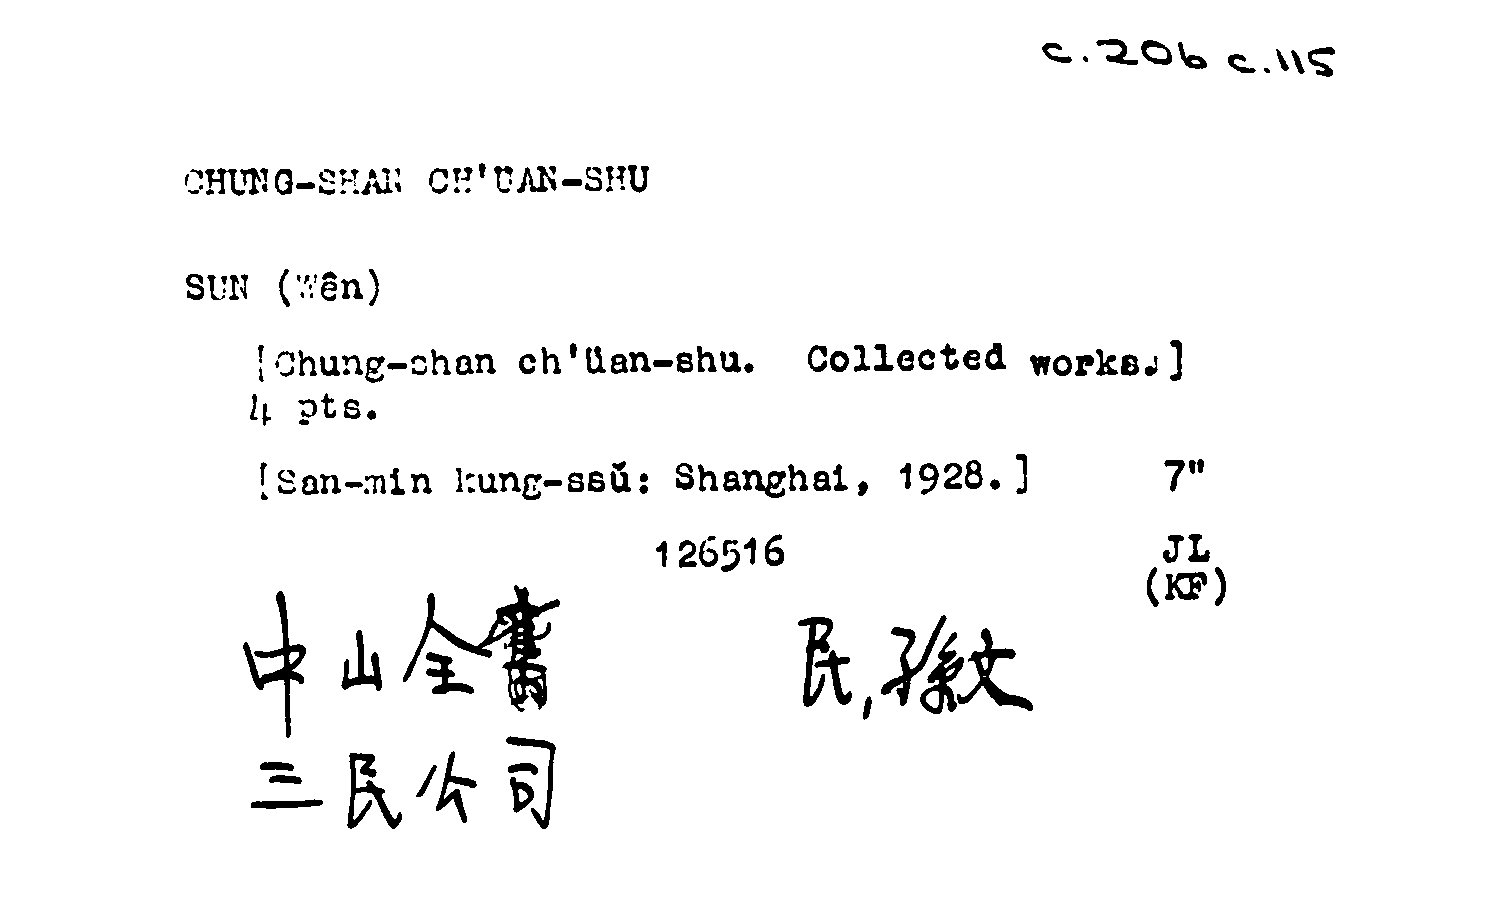 c.206 c.115
CHUNG-SHAN CH'ÜAN-SHU
SUN (Wên)
[Chung-shan ch'üan-shu. Collected works.]
4 pts.
[San-min kung-ssŭ: Shanghai, 1928.] 7"
126516 JL
(KF)
中山全書 民,孫文
三民公司